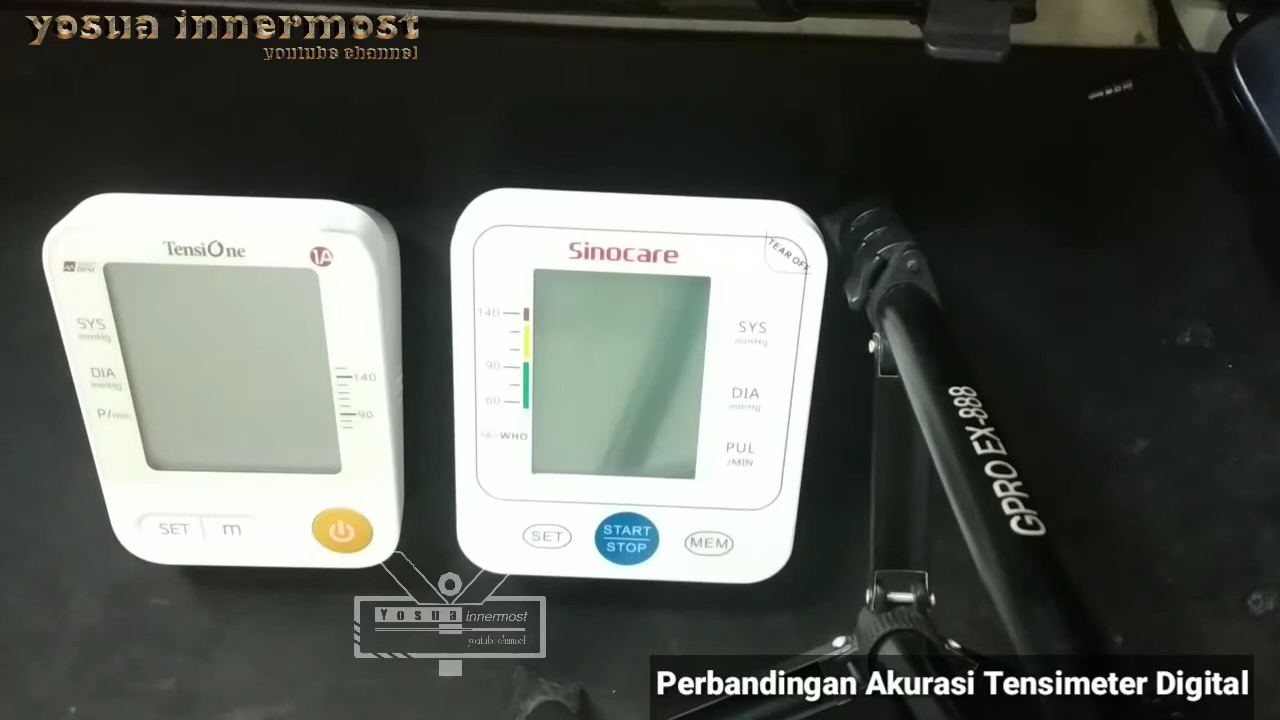 yosua innermost
youtube channel
TensiOne
1A
SYS
mmHg
DIA
mmHg
P/min
140
90
SET
m
Sinocare
TEAR OFF
140
90
60
WHO
SYS
mmHg
DIA
mmHg
PUL
/MIN
SET
START
STOP
MEM
GPRO EX-888
Yosua innermost
youtube channel
Perbandingan Akurasi Tensimeter Digital